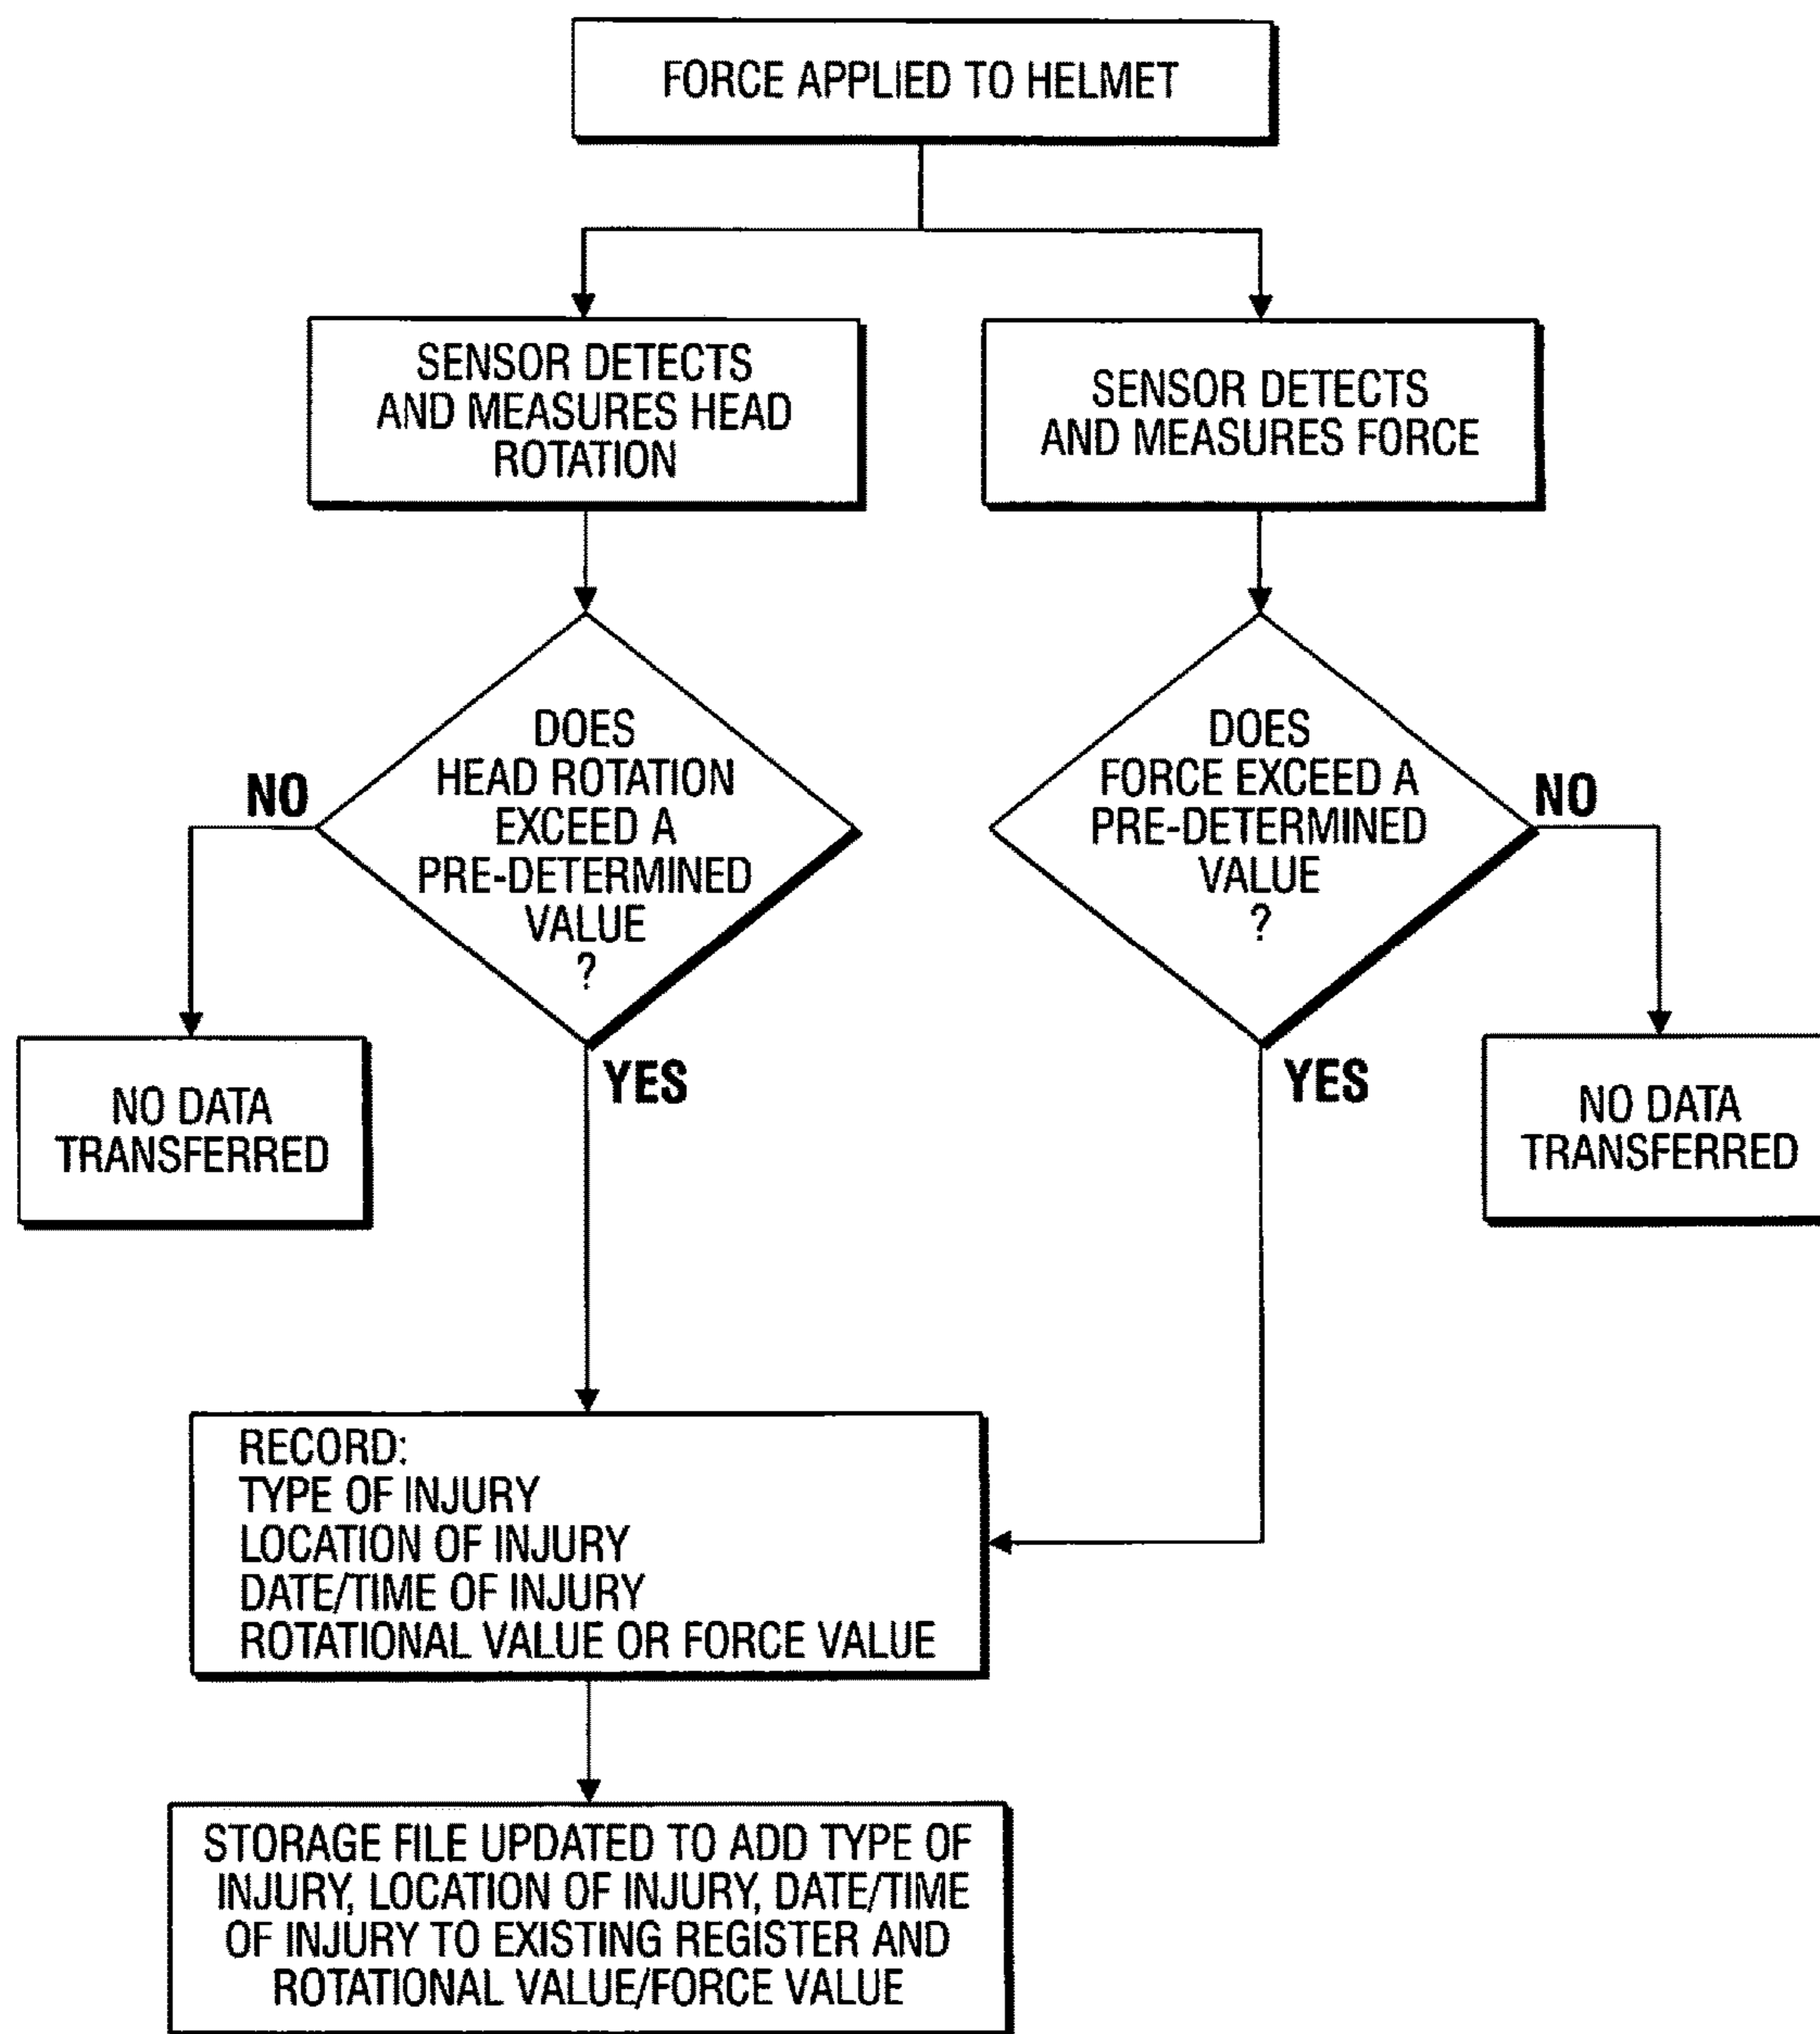 FORCE APPLIED TO HELMET
SENSOR DETECTS
AND MEASURES HEAD
ROTATION
SENSOR DETECTS
AND MEASURES FORCE
DOES
HEAD ROTATION
EXCEED A
PRE-DETERMINED
VALUE
?
NO
YES
DOES
FORCE EXCEED A
PRE-DETERMINED
VALUE
?
NO
YES
NO DATA
TRANSFERRED
NO DATA
TRANSFERRED
RECORD:
TYPE OF INJURY
LOCATION OF INJURY
DATE/TIME OF INJURY
ROTATIONAL VALUE OR FORCE VALUE
STORAGE FILE UPDATED TO ADD TYPE OF
INJURY, LOCATION OF INJURY, DATE/TIME
OF INJURY TO EXISTING REGISTER AND
ROTATIONAL VALUE/FORCE VALUE